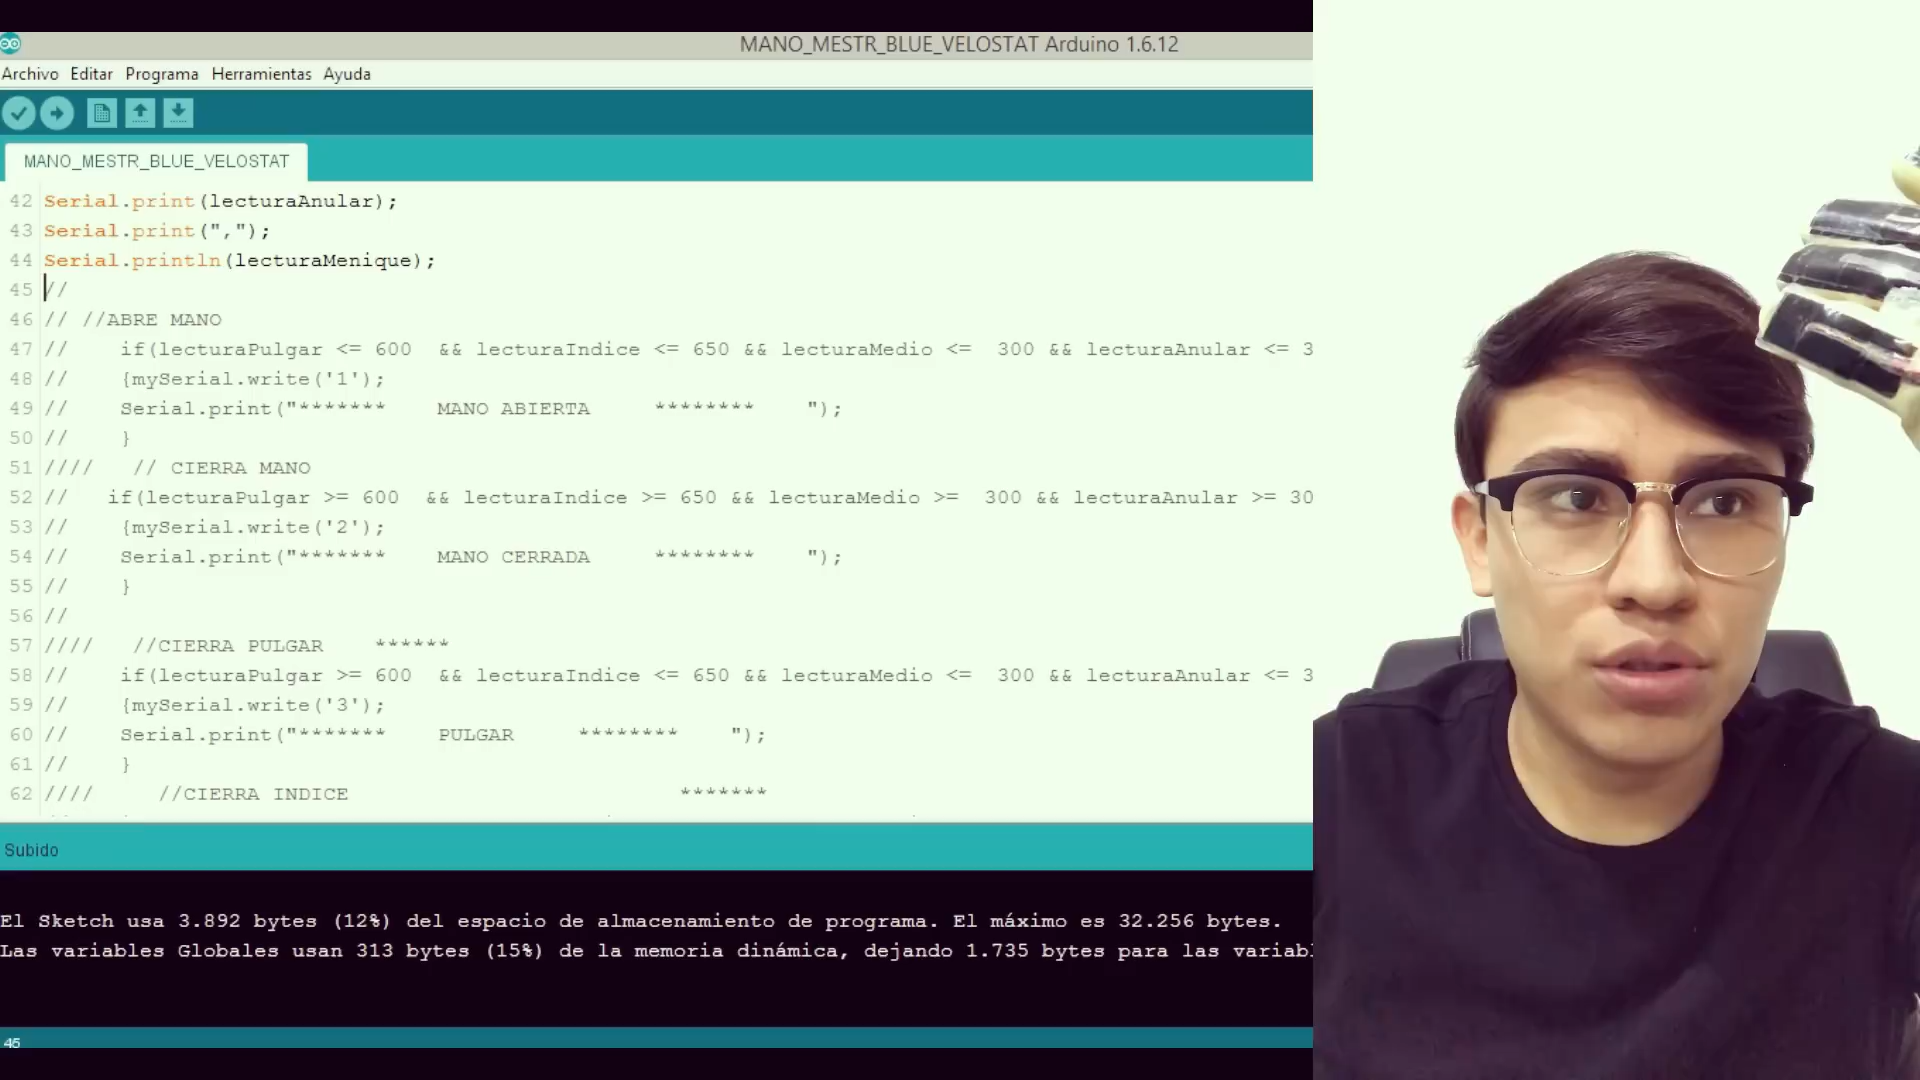 MANO_MESTR_BLUE_VELOSTAT Arduino 1.6.12
Archivo Editar Programa Herramientas Ayuda
MANO_MESTR_BLUE_VELOSTAT
42 Serial.print(lecturaAnular);
43 Serial.print(",");
44 Serial.println(lecturaMenique);
45 //
46 // //ABRE MANO
47 // if(lecturaPulgar <= 600 && lecturaIndice <= 650 && lecturaMedio <= 300 && lecturaAnular <= 3
48 // {mySerial.write('1');
49 // Serial.print("******* MANO ABIERTA ******** ");
50 // }
51 //// // CIERRA MANO
52 // if(lecturaPulgar >= 600 && lecturaIndice >= 650 && lecturaMedio >= 300 && lecturaAnular >= 30
53 // {mySerial.write('2');
54 // Serial.print("******* MANO CERRADA ******** ");
55 // }
56 //
57 //// //CIERRA PULGAR ******
58 // if(lecturaPulgar >= 600 && lecturaIndice <= 650 && lecturaMedio <= 300 && lecturaAnular <= 3
59 // {mySerial.write('3');
60 // Serial.print("******* PULGAR ******** ");
61 // }
62 //// //CIERRA INDICE *******
Subido
El Sketch usa 3.892 bytes (12%) del espacio de almacenamiento de programa. El máximo es 32.256 bytes.
Las variables Globales usan 313 bytes (15%) de la memoria dinámica, dejando 1.735 bytes para las variabl
46